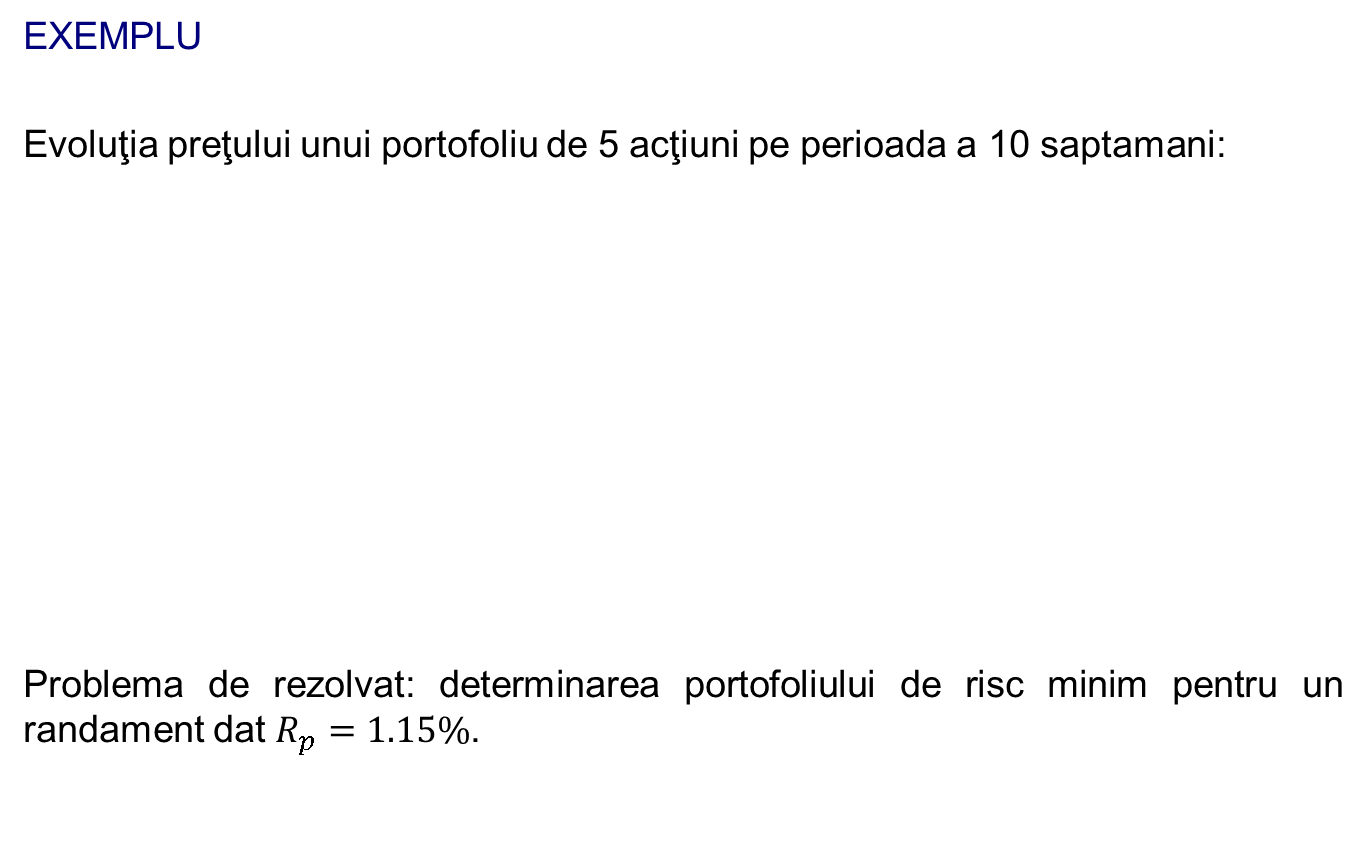 EXEMPLU
Evoluţia preţului unui portofoliu de 5 acţiuni pe perioada a 10 saptamani:
Problema de rezolvat: determinarea portofoliului de risc minim pentru un
randament dat R_p = 1.15%.